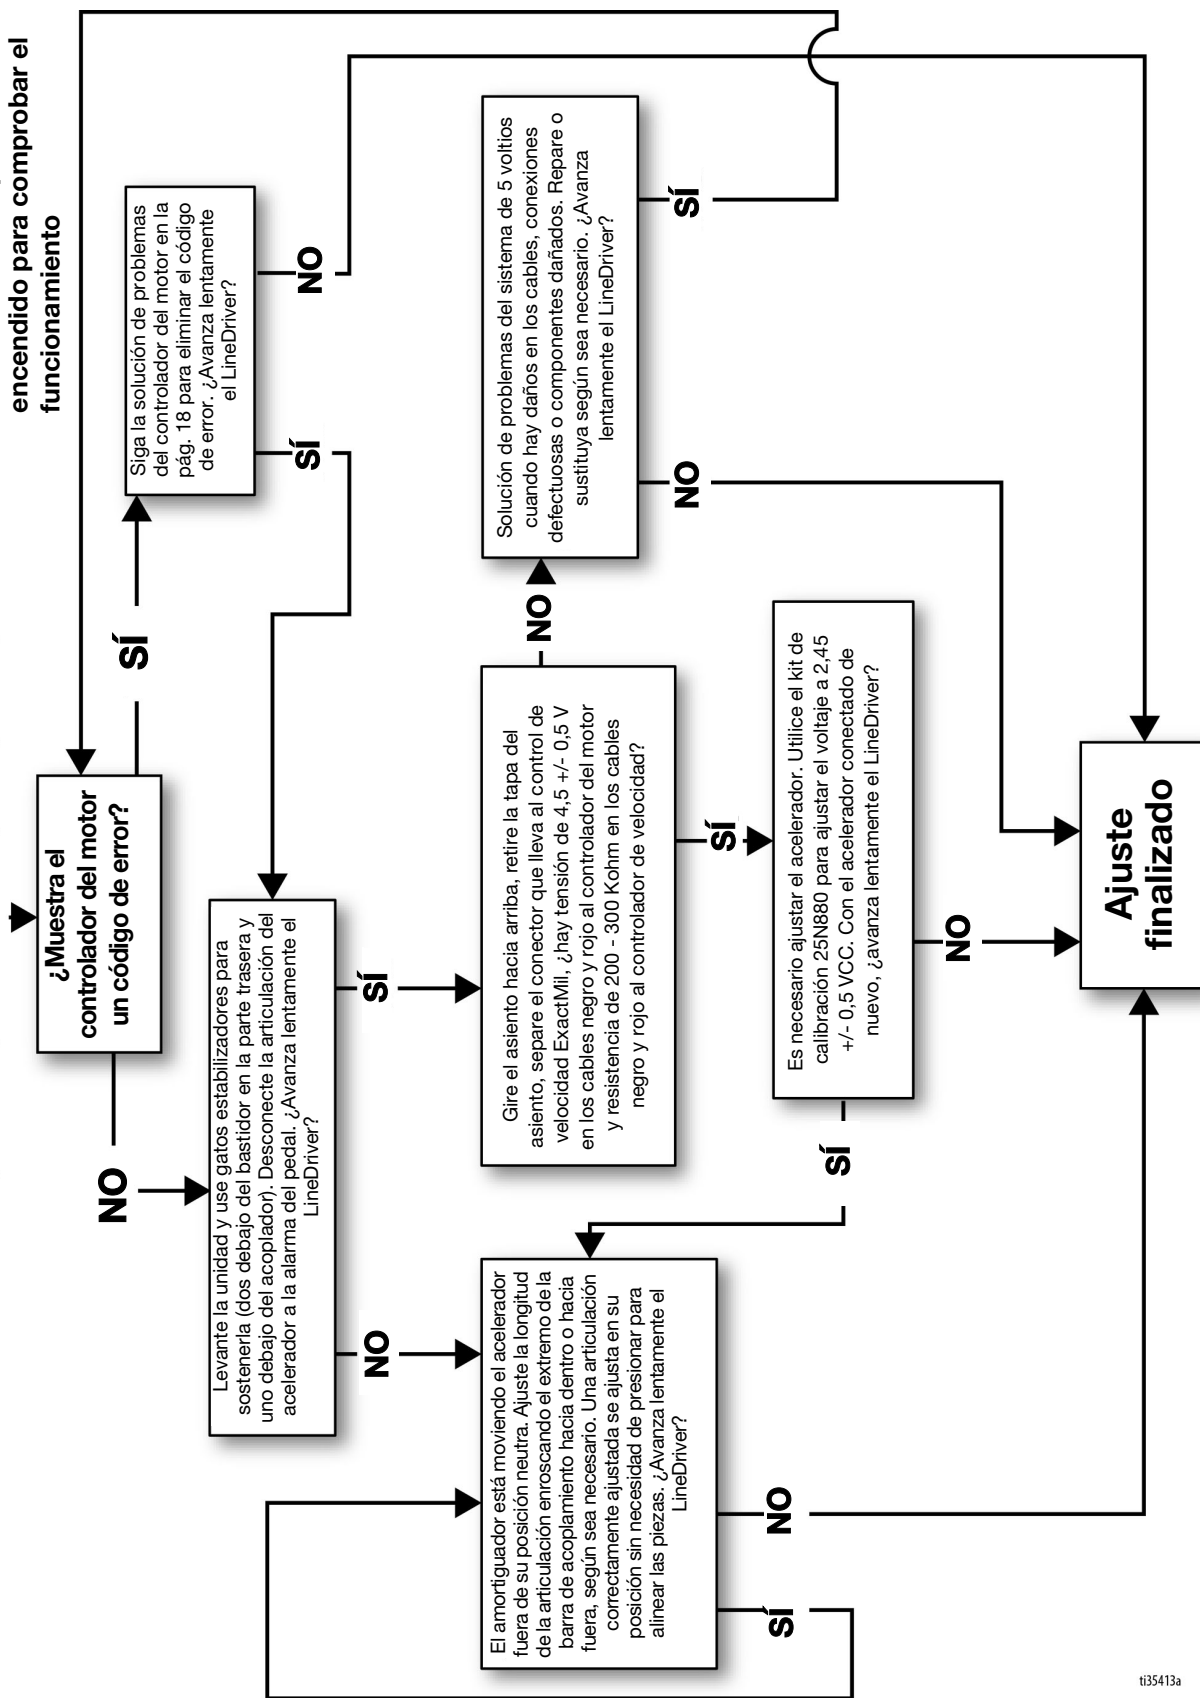 encendido para comprobar el
funcionamiento
¿Muestra el
controlador del motor
un código de error?
SÍ
NO
Siga la solución de problemas
del controlador del motor en la
pág. 18 para eliminar el código
de error. ¿Avanza lentamente
el LineDriver?
SÍ
NO
Levante la unidad y use gatos estabilizadores para
sostenerla (dos debajo del bastidor en la parte trasera y
uno debajo del acoplador). Desconecte la articulación del
acelerador a la alarma del pedal. ¿Avanza lentamente el
LineDriver?
NO
SÍ
Gire el asiento hacia arriba, retire la tapa del
asiento, separe el conector que lleva al control de
velocidad ExactMil, ¿hay tensión de 4,5 +/- 0,5 V
en los cables negro y rojo al controlador del motor
y resistencia de 200 - 300 Kohm en los cables
negro y rojo al controlador de velocidad?
NO
SÍ
Solución de problemas del sistema de 5 voltios
cuando hay daños en los cables, conexiones
defectuosas o componentes dañados. Repare o
sustituya según sea necesario. ¿Avanza
lentamente el LineDriver?
NO
SÍ
El amortiguador está moviendo el acelerador
fuera de su posición neutra. Ajuste la longitud
de la articulación enroscando el extremo de la
barra de acoplamiento hacia dentro o hacia
fuera, según sea necesario. Una articulación
correctamente ajustada se ajusta en su
posición sin necesidad de presionar para
alinear las piezas. ¿Avanza lentamente el
LineDriver?
SÍ
NO
Es necesario ajustar el acelerador. Utilice el kit de
calibración 25N880 para ajustar el voltaje a 2,45
+/- 0,5 VCC. Con el acelerador conectado de
nuevo, ¿avanza lentamente el LineDriver?
SÍ
NO
Ajuste
finalizado
ti35413a